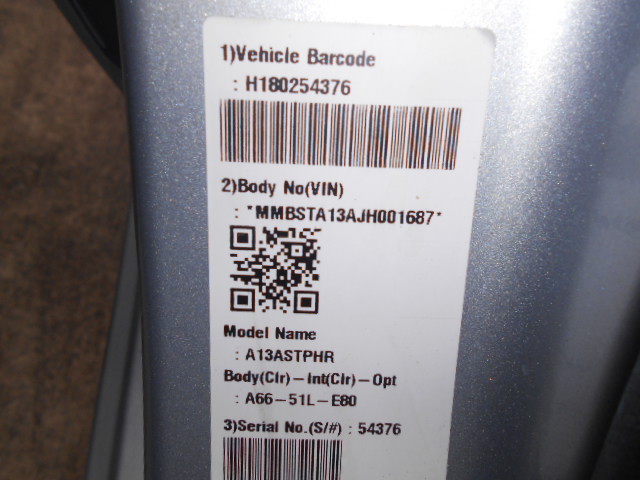 1)Vehicle Barcode
: H180254376
2)Body No(VIN)
: *MMBSTA13AJH001687*
Model Name
: A13ASTPHR
Body(Clr)-Int(Clr)-Opt
: A66-51L-E80
3)Serial No.(S/#) : 54376